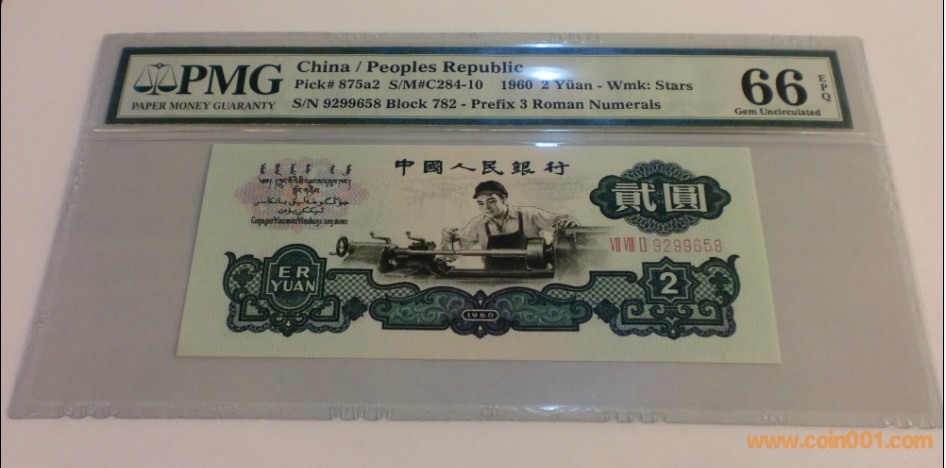 PMG
PAPER MONEY GUARANTY
China / Peoples Republic
Pick# 875a2 S/M#C284-10 1960 2 Yüan - Wmk: Stars
S/N 9299658 Block 782 - Prefix 3 Roman Numerals
66 EPQ
Gem Uncirculated
中國人民銀行
貳圓
VII VIII II 9299658
ER
YUAN
1960
2
www.coin001.com